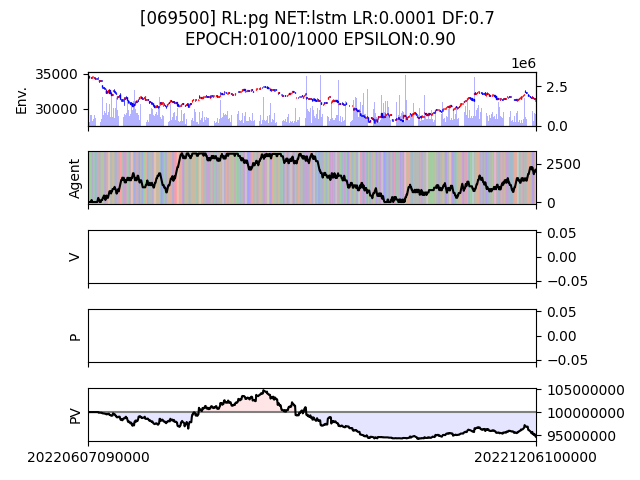 [069500] RL:pg NET:lstm LR:0.0001 DF:0.7
EPOCH:0100/1000 EPSILON:0.90
1e6
35000
30000
Env.
2.5
0.0
Agent
2500
0
V
0.05
0.00
−0.05
P
0.05
0.00
−0.05
PV
105000000
100000000
95000000
20220607090000
20221206100000